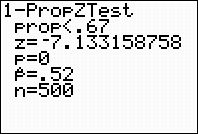 1-PropZTest
prop<.67
z=-7.133158758
p=0
p̂=.52
n=500